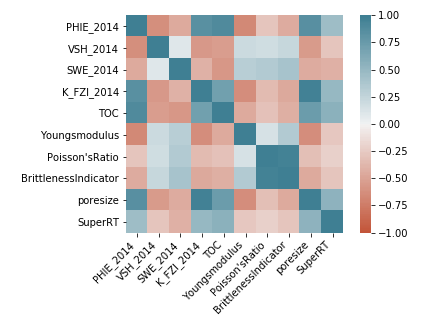 PHIE_2014
VSH_2014
SWE_2014
K_FZI_2014
TOC
Youngsmodulus
Poisson'sRatio
BrittlenessIndicator
poresize
SuperRT
1.00
0.75
0.50
0.25
0.00
−0.25
−0.50
−0.75
−1.00
PHIE_2014
VSH_2014
SWE_2014
K_FZI_2014
TOC
Youngsmodulus
Poisson'sRatio
BrittlenessIndicator
poresize
SuperRT